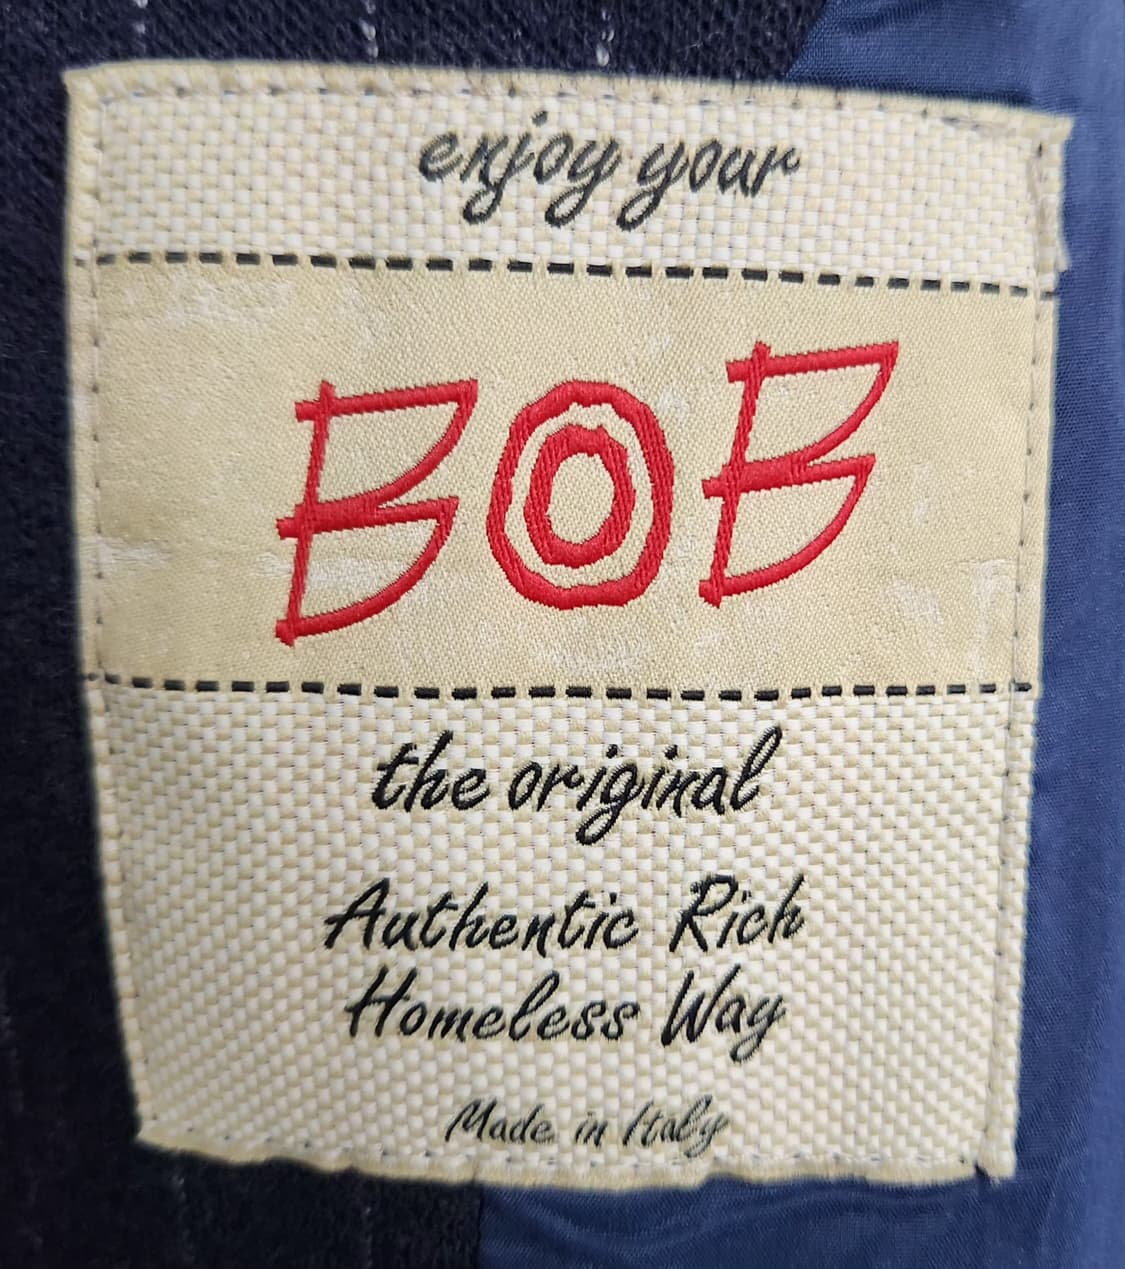 enjoy your
BOB
the original
Authentic Rich
Homeless Way
Made in Italy